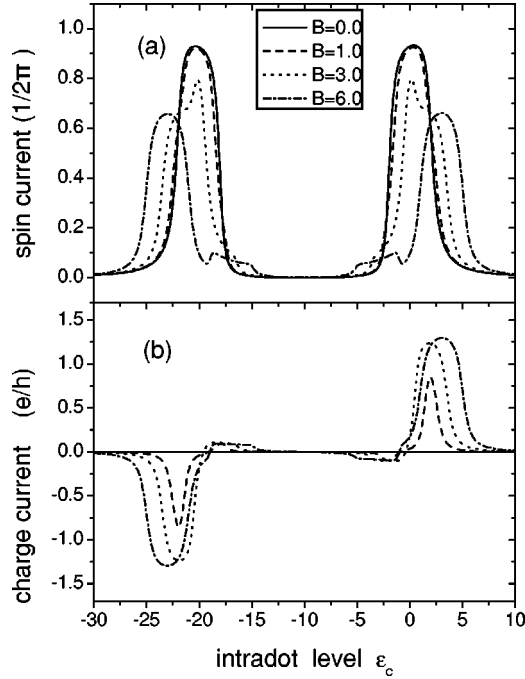 (a)
B=0.0
B=1.0
B=3.0
B=6.0
spin current (1/2π)
1.0
0.8
0.6
0.4
0.2
0.0
(b)
charge current (e/h)
1.5
1.0
0.5
0.0
-0.5
-1.0
-1.5
-30 -25 -20 -15 -10 -5 0 5 10
intradot level ε_c